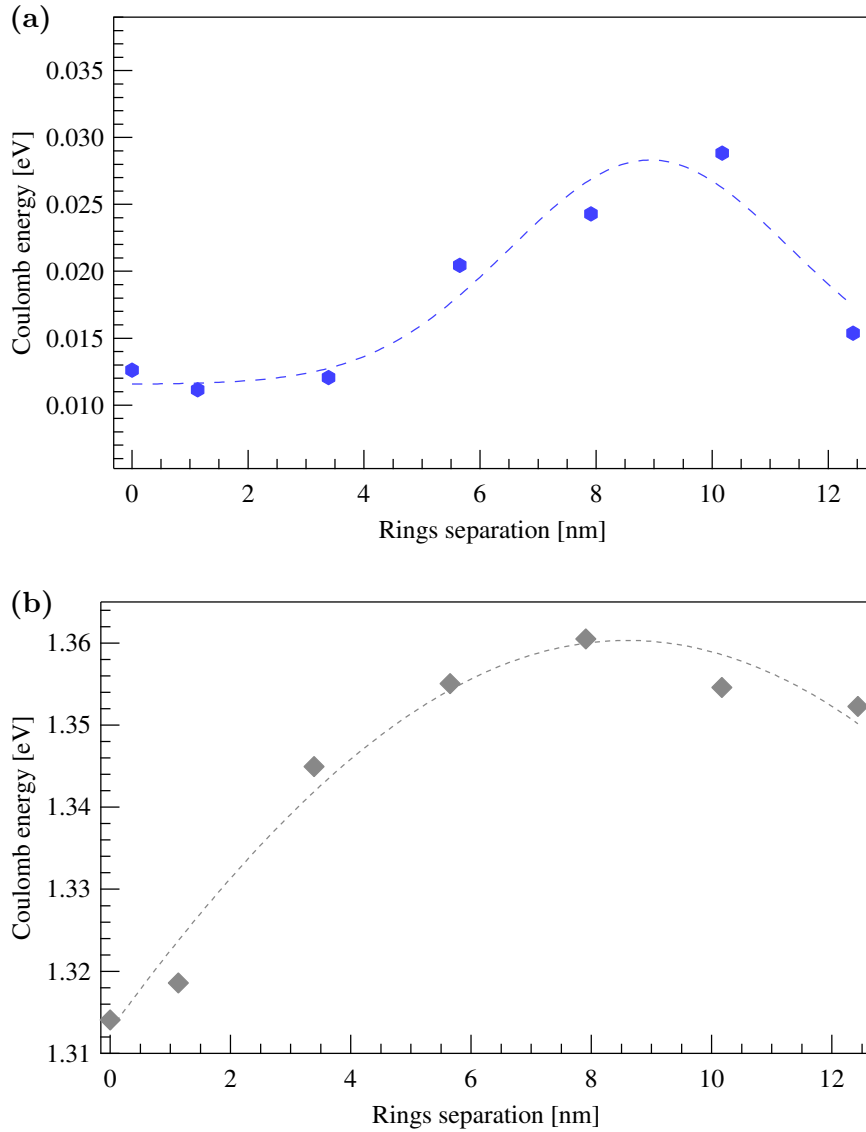 (a)
Coulomb energy [eV]
0.035
0.030
0.025
0.020
0.015
0.010
0 2 4 6 8 10 12
Rings separation [nm]
(b)
Coulomb energy [eV]
1.36
1.35
1.34
1.33
1.32
1.31
0 2 4 6 8 10 12
Rings separation [nm]